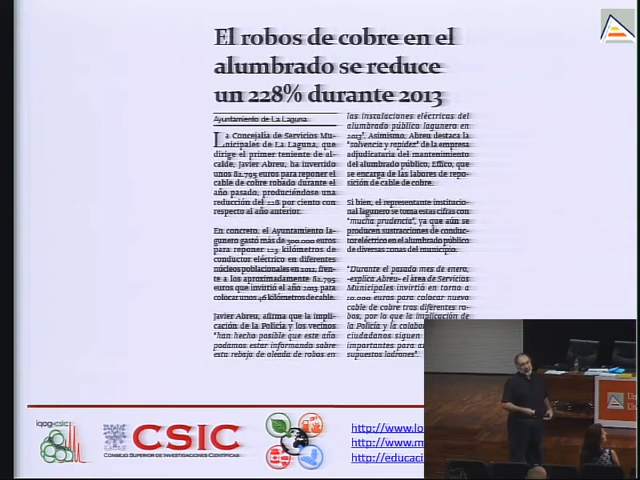 El robos de cobre en el
alumbrado se reduce
un 228% durante 2013
Ayuntamiento de La Laguna
La Concejalía de Servicios Mu-
nicipales de La Laguna, que
dirige el primer teniente de al-
calde, Javier Abreu, ha invertido
unos 82.795 euros para reponer el
cable de cobre robado durante el
año pasado, produciéndose una
reducción del 228 por ciento con
respecto al año anterior.
En concreto, el Ayuntamiento la-
gunero gastó más de 300.000 euros
para reponer 123 kilómetros de
conductor eléctrico en diferentes
núcleos poblacionales en 2012, fren-
te a los aproximadamente 82.795
euros que invirtió el año 2013 para
colocar unos 46 kilómetros de cable.
Javier Abreu, afirma que la impli-
cación de la Policía y los vecinos
"han hecho posible que este año
podamos estar informando sobre
esta rebaja de oleada de robos en
las instalaciones eléctricas del
alumbrado público lagunero en
2013". Asimismo, Abreu destaca la
"solvencia y rapidez" de la empresa
adjudicataria del mantenimiento
del alumbrado público, Effico, que
se encarga de las labores de repo-
sición de cable de cobre.
Si bien, el representante institucio-
nal lagunero se toma estas cifras con
"mucha prudencia", ya que aún se
producen sustracciones de conduc-
tor eléctrico en el alumbrado público
de diversas zonas del municipio.
"Durante el pasado mes de enero,
-explica Abreu- el área de Servicios
Municipales invirtió en torno a
10.000 euros para colocar nuevo
cable de cobre tras diferentes ro-
bos, por lo que la implicación de
la Policía y la colabo
ciudadanos siguen
importantes para
supuestos ladrones".
ipna-csic
CSIC
CONSEJO SUPERIOR DE INVESTIGACIONES CIENTÍFICAS
http://www.lo
http://www.m
http://educaci